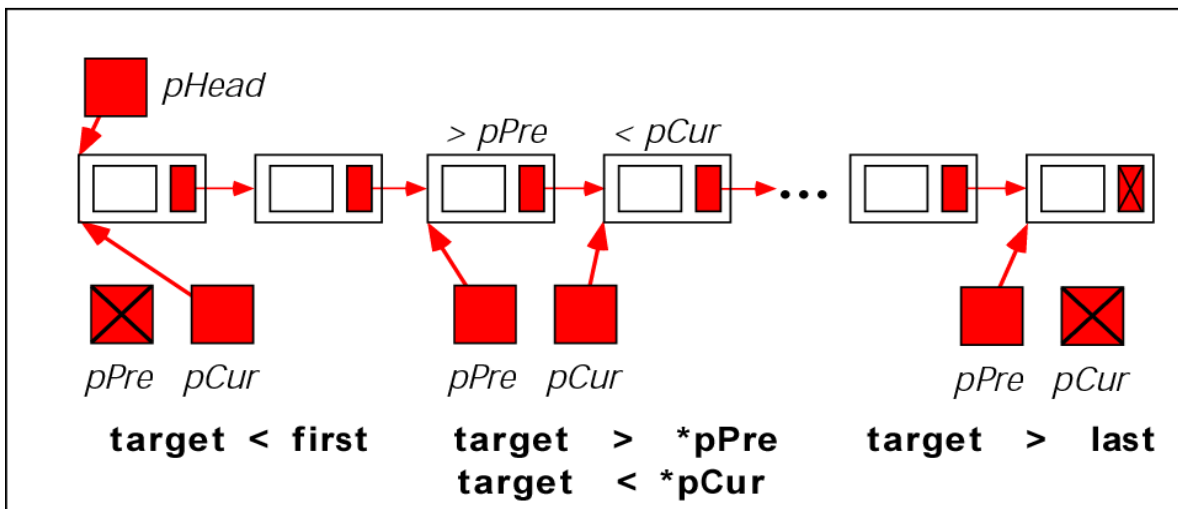 pHead
> pPre < pCur
...
pPre pCur pPre pCur pPre pCur
target < first target > *pPre target > last
target < *pCur